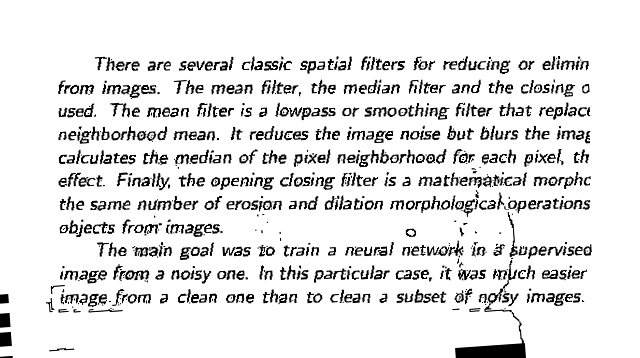 There are several classic spatial filters for reducing or elimin
from images. The mean filter, the median filter and the closing o
used. The mean filter is a lowpass or smoothing filter that replace
neighborhood mean. It reduces the image noise but blurs the imag
calculates the median of the pixel neighborhood for each pixel, th
effect. Finally, the opening closing filter is a mathematical morpho
the same number of erosion and dilation morphological operations
objects from images.
The main goal was to train a neural network in a supervised
image from a noisy one. In this particular case, it was much easier
image from a clean one than to clean a subset of noisy images.